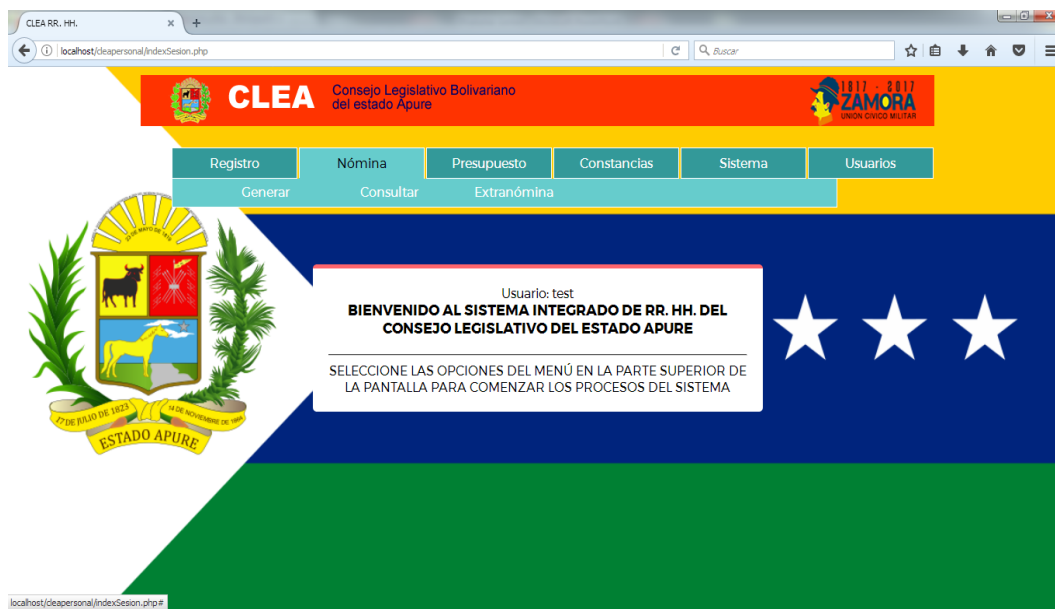 CLEA RR. HH.
localhost/cleapersonal/indexSesion.php
Buscar
CLEA
Consejo Legislativo Bolivariano
del estado Apure
1817 - 2017
ZAMORA
UNION CIVICO MILITAR
Registro
Nómina
Presupuesto
Constancias
Sistema
Usuarios
Generar
Consultar
Extranómina
23 DE MAYO DE
17 DE JULIO DE 1823
14 DE NOVIEMBRE DE
ESTADO APURE
Usuario: test
BIENVENIDO AL SISTEMA INTEGRADO DE RR. HH. DEL
CONSEJO LEGISLATIVO DEL ESTADO APURE
SELECCIONE LAS OPCIONES DEL MENÚ EN LA PARTE SUPERIOR DE
LA PANTALLA PARA COMENZAR LOS PROCESOS DEL SISTEMA
localhost/cleapersonal/indexSesion.php#